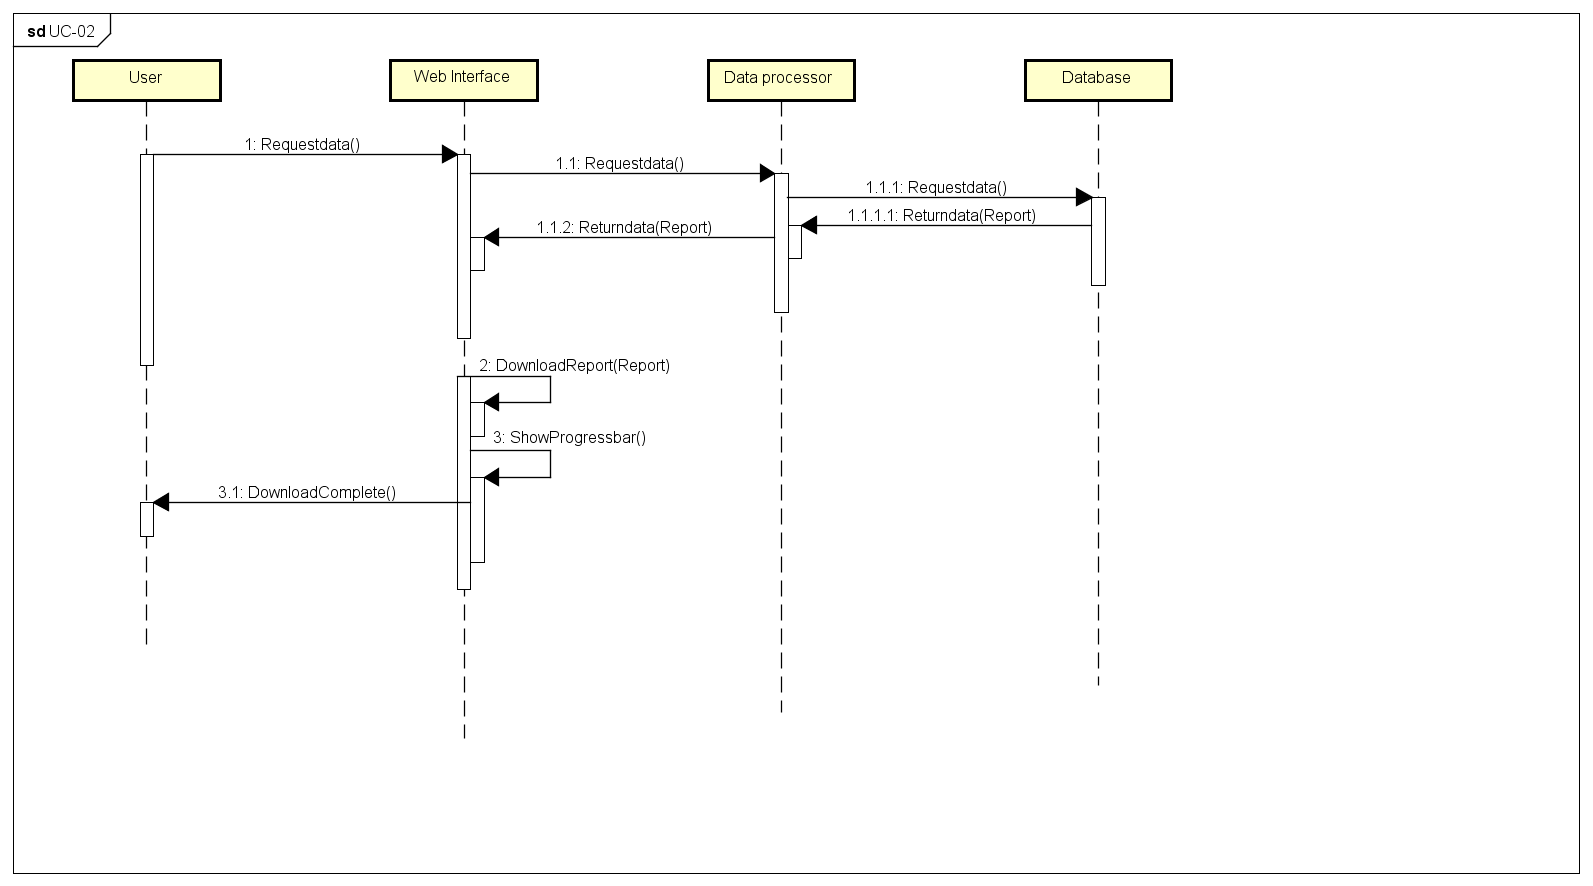 sd UC-02
User
Web Interface
Data processor
Database
1: Requestdata()
1.1: Requestdata()
1.1.1: Requestdata()
1.1.1.1: Returndata(Report)
1.1.2: Returndata(Report)
2: DownloadReport(Report)
3: ShowProgressbar()
3.1: DownloadComplete()